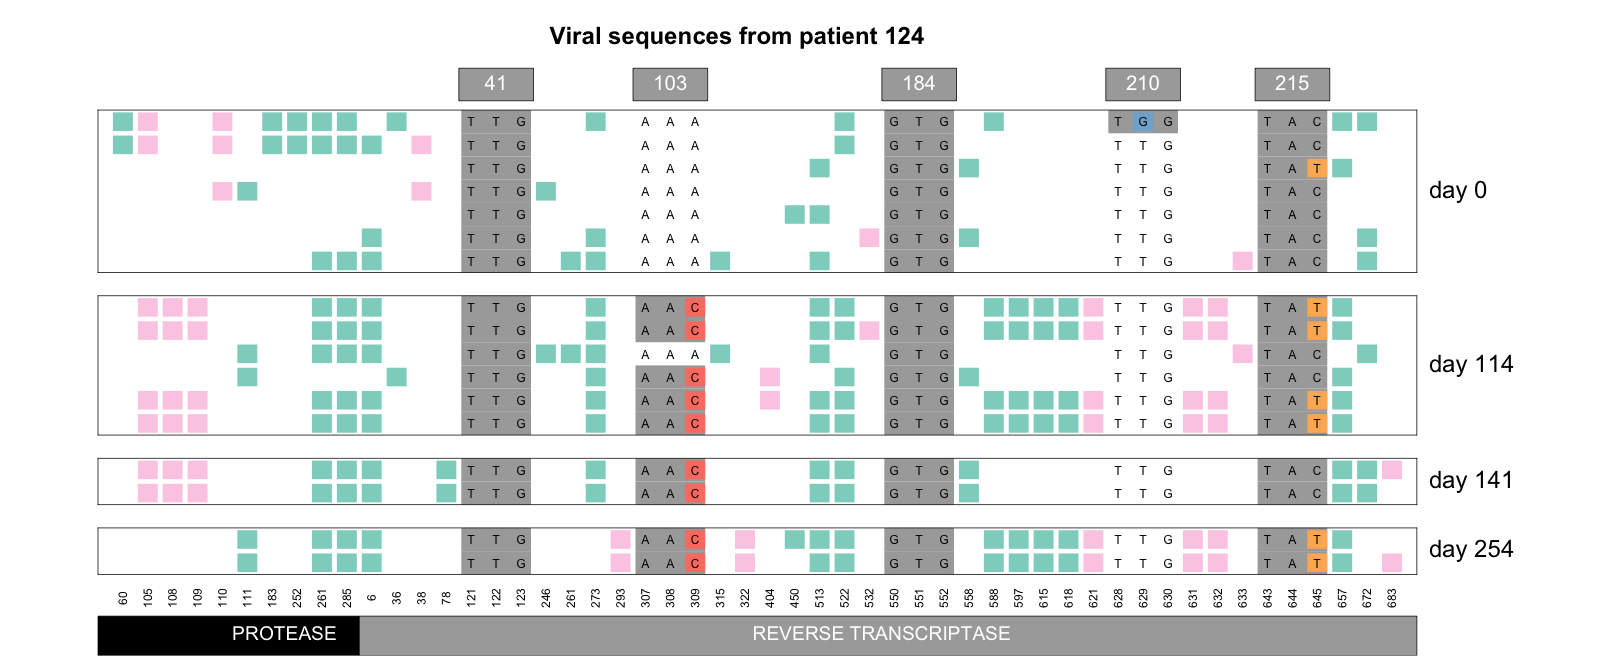 Viral sequences from patient 124
41 103 184 210 215
T T G A A A G T G T G G T A C
T T G A A A G T G T T G T A C
T T G A A A G T G T T G T A T
T T G A A A G T G T T G T A C
T T G A A A G T G T T G T A C
T T G A A A G T G T T G T A C
T T G A A A G T G T T G T A C
day 0
T T G A A C G T G T T G T A T
T T G A A C G T G T T G T A T
T T G A A A G T G T T G T A C
T T G A A C G T G T T G T A C
T T G A A C G T G T T G T A T
T T G A A C G T G T T G T A T
day 114
T T G A A C G T G T T G T A C
T T G A A C G T G T T G T A C
day 141
T T G A A C G T G T T G T A T
T T G A A C G T G T T G T A T
day 254
60 105 108 109 110 111 183 252 261 285 6 36 38 78 121 122 123 246 261 273 293 307 308 309 315 322 404 450 513 522 532 550 551 552 558 588 597 615 618 621 628 629 630 631 632 633 643 644 645 657 672 683
PROTEASE REVERSE TRANSCRIPTASE